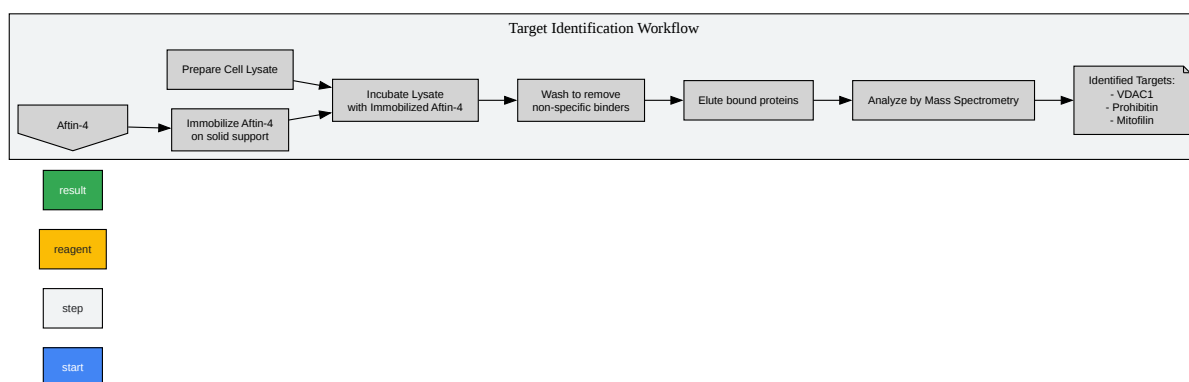 Target Identification Workflow
Prepare Cell Lysate
Aftin-4
Immobilize Aftin-4
on solid support
Incubate Lysate
with Immobilized Aftin-4
Wash to remove
non-specific binders
Elute bound proteins
Analyze by Mass Spectrometry
Identified Targets:
- VDAC1
- Prohibitin
- Mitofilin
result
reagent
step
start